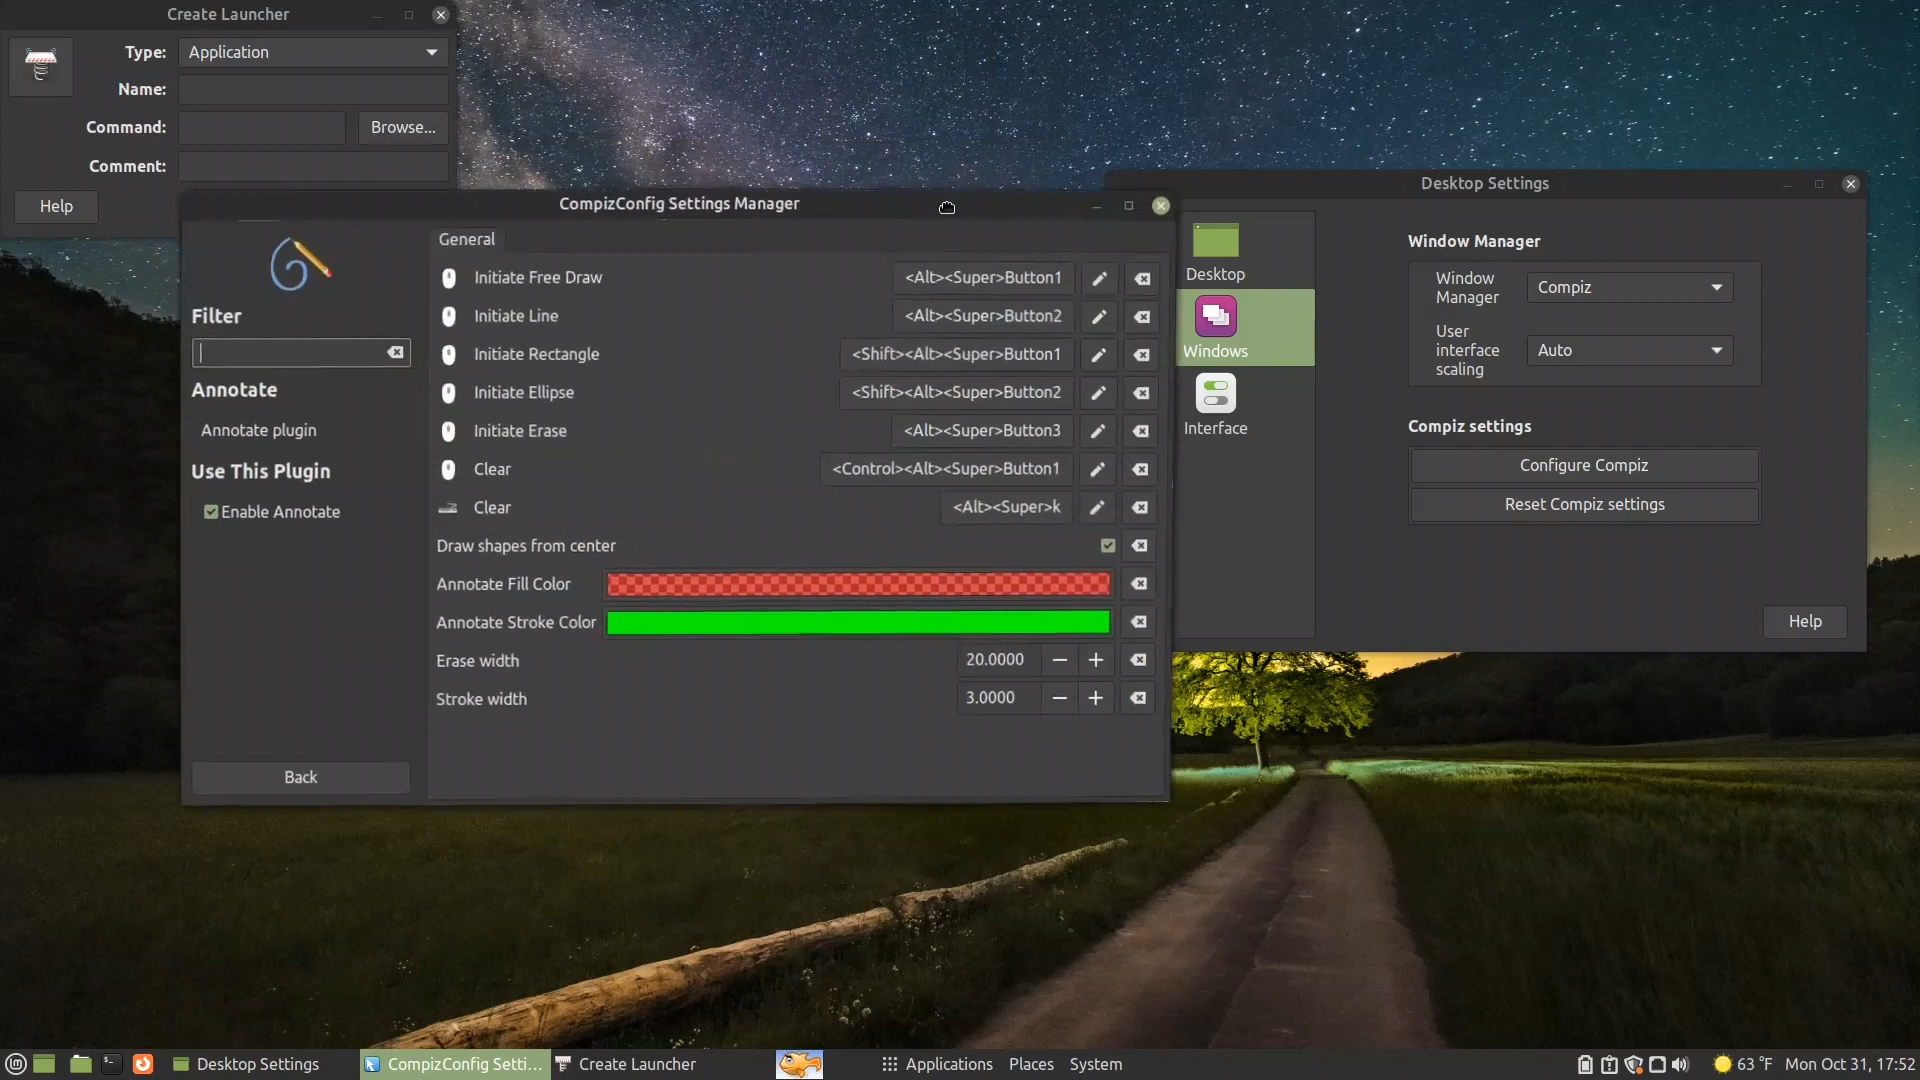 Create Launcher
Type:
Application
Name:
Command:
Browse...
Comment:
Help
CompizConfig Settings Manager
Filter
Annotate
Annotate plugin
Use This Plugin
Enable Annotate
Back
General
Initiate Free Draw
<Alt><Super>Button1
Initiate Line
<Alt><Super>Button2
Initiate Rectangle
<Shift><Alt><Super>Button1
Initiate Ellipse
<Shift><Alt><Super>Button2
Initiate Erase
<Alt><Super>Button3
Clear
<Control><Alt><Super>Button1
Clear
<Alt><Super>k
Draw shapes from center
Annotate Fill Color
Annotate Stroke Color
Erase width
20.0000
Stroke width
3.0000
Desktop Settings
Desktop
Windows
Interface
Window Manager
Window
Manager
Compiz
User
interface
scaling
Auto
Compiz settings
Configure Compiz
Reset Compiz settings
Help
Desktop Settings
CompizConfig Setti...
Create Launcher
Applications
Places
System
63 °F
Mon Oct 31, 17:52